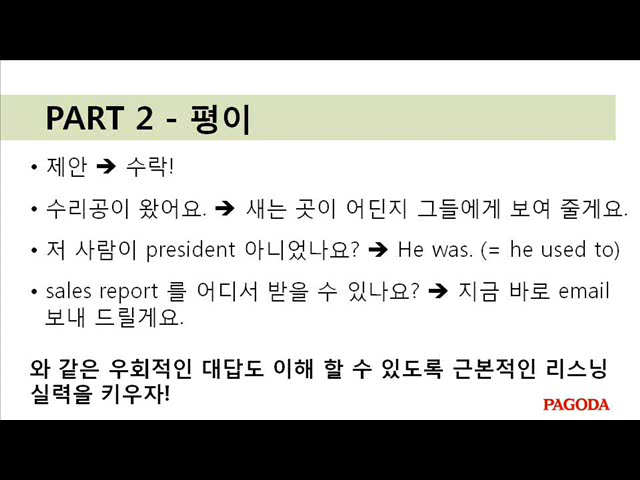 PART 2 - 평이
• 제안 ➔ 수락!
• 수리공이 왔어요. ➔ 새는 곳이 어딘지 그들에게 보여 줄게요.
• 저 사람이 president 아니었나요? ➔ He was. (= he used to)
• sales report 를 어디서 받을 수 있나요? ➔ 지금 바로 email
보내 드릴게요.
와 같은 우회적인 대답도 이해 할 수 있도록 근본적인 리스닝
실력을 키우자!
PAGODA